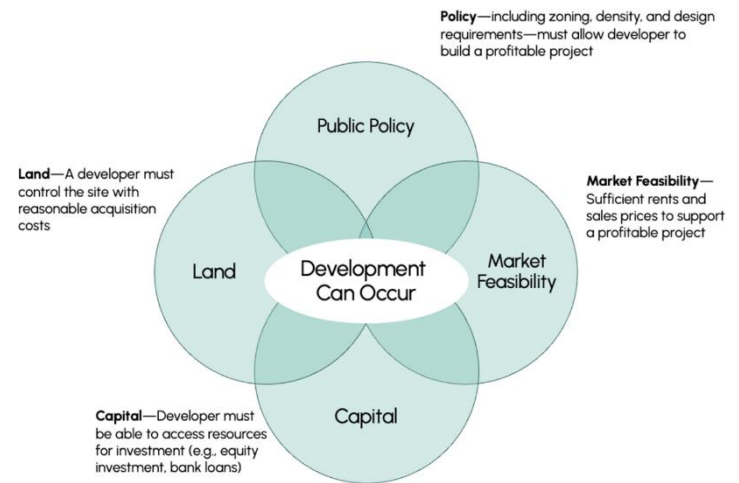 Policy—including zoning, density, and design
requirements—must allow developer to
build a profitable project
Public Policy
Land—A developer must
control the site with
reasonable acquisition
costs
Market Feasibility—
Sufficient rents and
sales prices to support
a profitable project
Land
Development
Can Occur
Market
Feasibility
Capital—Developer must
be able to access resources
for investment (e.g., equity
investment, bank loans)
Capital